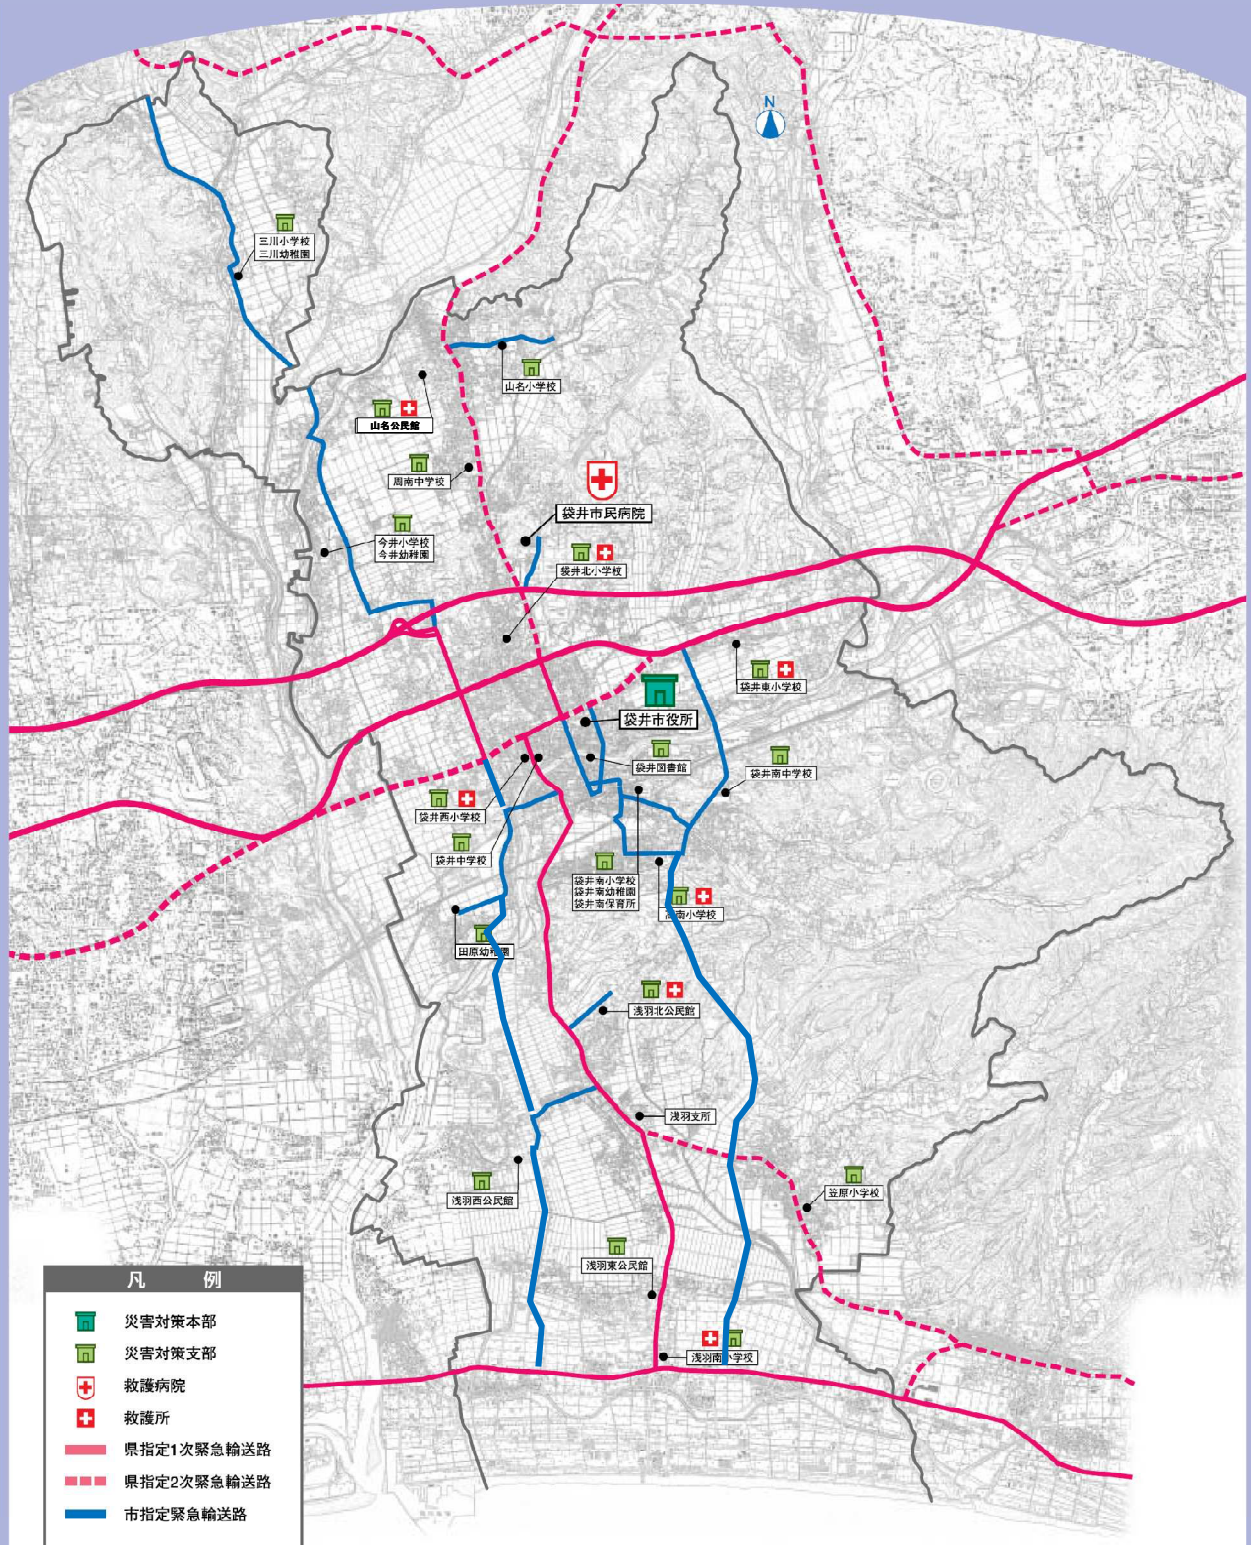 N
三川小学校
三川幼稚園
山名小学校
山名公民館
周南中学校
袋井市民病院
今井小学校
今井幼稚園
袋井北小学校
袋井東小学校
袋井市役所
袋井図書館
袋井南中学校
袋井西小学校
袋井中学校
袋井南小学校
袋井南幼稚園
袋井南保育所
高南小学校
田原幼稚園
浅羽北公民館
浅羽支所
浅羽西公民館
笠原小学校
浅羽東公民館
浅羽南小学校
凡 例
災害対策本部
災害対策支部
救護病院
救護所
県指定1次緊急輸送路
県指定2次緊急輸送路
市指定緊急輸送路